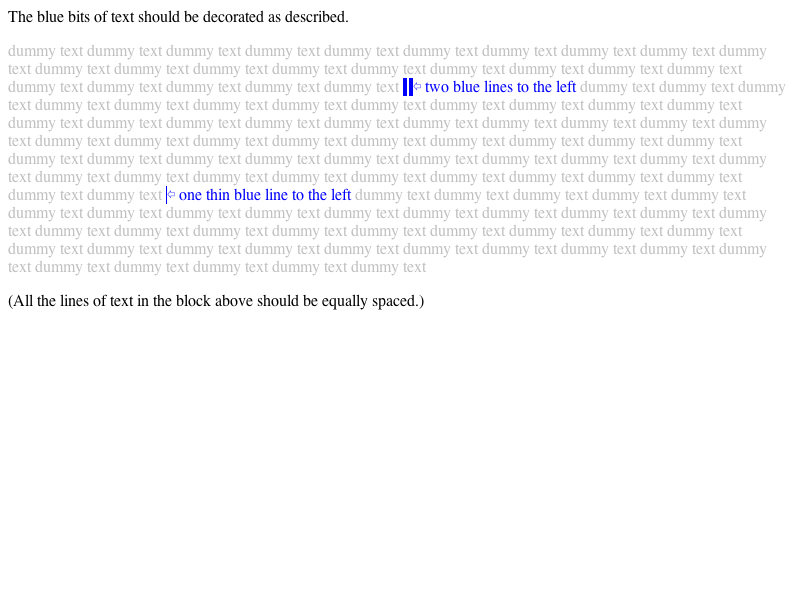 The blue bits of text should be decorated as described.
dummy text dummy text dummy text dummy text dummy text dummy text dummy text dummy text dummy text dummy
text dummy text dummy text dummy text dummy text dummy text dummy text dummy text dummy text dummy text
dummy text dummy text dummy text dummy text dummy text ⇦ two blue lines to the left dummy text dummy text dummy
text dummy text dummy text dummy text dummy text dummy text dummy text dummy text dummy text dummy text
dummy text dummy text dummy text dummy text dummy text dummy text dummy text dummy text dummy text dummy
text dummy text dummy text dummy text dummy text dummy text dummy text dummy text dummy text dummy text
dummy text dummy text dummy text dummy text dummy text dummy text dummy text dummy text dummy text dummy
text dummy text dummy text dummy text dummy text dummy text dummy text dummy text dummy text dummy text
dummy text dummy text ⇦ one thin blue line to the left dummy text dummy text dummy text dummy text dummy text
dummy text dummy text dummy text dummy text dummy text dummy text dummy text dummy text dummy text dummy
text dummy text dummy text dummy text dummy text dummy text dummy text dummy text dummy text dummy text
dummy text dummy text dummy text dummy text dummy text dummy text dummy text dummy text dummy text dummy
text dummy text dummy text dummy text dummy text dummy text
(All the lines of text in the block above should be equally spaced.)